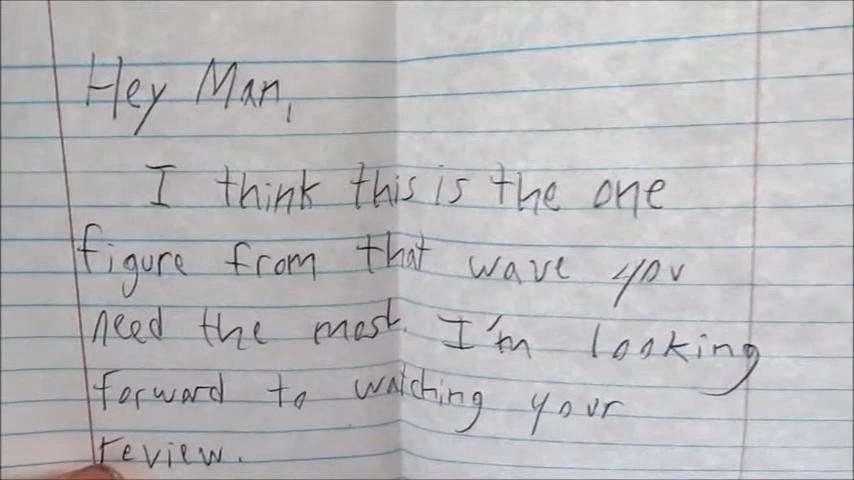 Hey Man,
I think this is the one
figure from that wave you
need the most. I'm looking
forward to watching your
review.